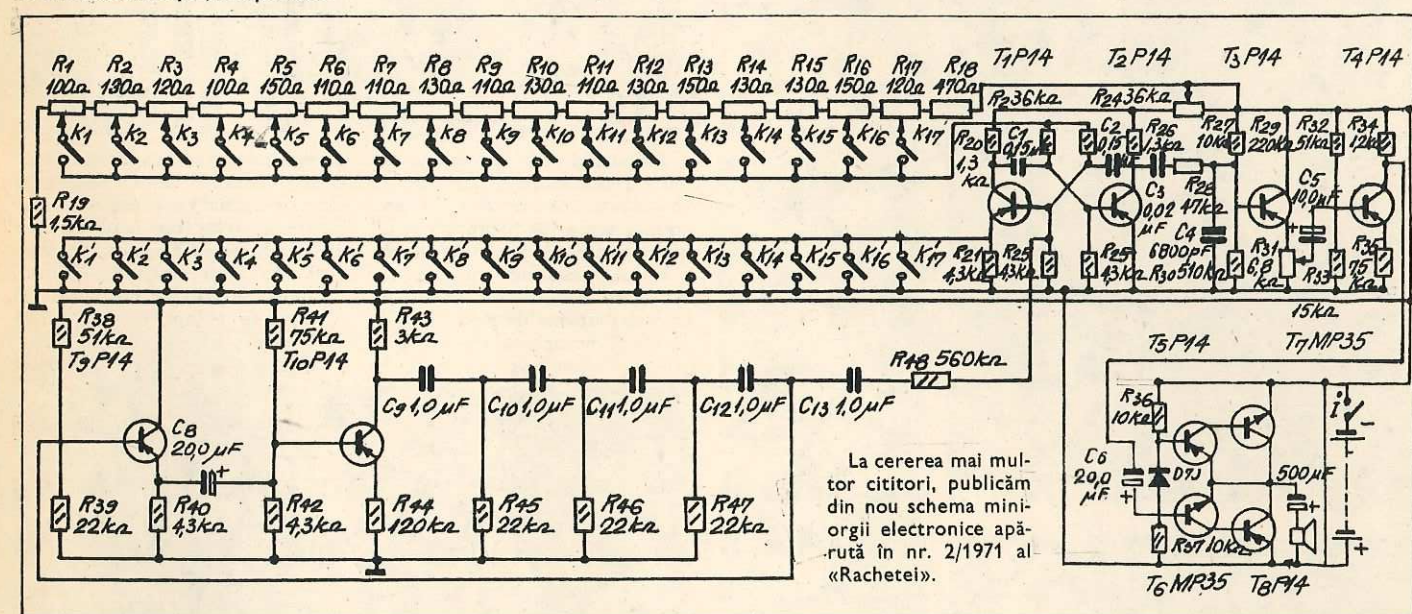 R1 R2 R3 R4 R5 R6 R7 R8 R9 R10 R11 R12 R13 R14 R15 R16 R17 R18
100Ω 130Ω 120Ω 100Ω 150Ω 110Ω 110Ω 130Ω 110Ω 130Ω 110Ω 130Ω 150Ω 130Ω 130Ω 150Ω 120Ω 470Ω
K1 K2 K3 K4 K5 K6 K7 K8 K9 K10 K11 K12 K13 K14 K15 K16 K17
T1P14 T2P14 T3P14 T4P14
R2 36kΩ R24 36kΩ
R20 1,3 kΩ
C1 0,15μ
C2 0,15 μF
R26 1,3kΩ
R27 10kΩ
R29 220kΩ
R32 51kΩ
R34 1,2kΩ
C3 0,02 μF
R28 47kΩ
C4 6800pF
C5 10,0μF
R19 1,5kΩ
K'1 K'2 K'3 K'4 K'5 K'6 K'7 K'8 K'9 K'10 K'11 K'12 K'13 K'14 K'15 K'16 K'17
R21 4,3kΩ
R25 4,3kΩ
R25 4,3kΩ
R30 510kΩ
R31 6,8 kΩ
R33 15kΩ
R35 75 kΩ
R38 51kΩ
T9P14
R41 75kΩ
T10P14
R43 3kΩ
C8 20,0μF
C9 1,0μF C10 1,0μF C11 1,0μF C12 1,0μF C13 1,0μF
R48 560kΩ
R39 22kΩ
R40 4,3kΩ
R42 4,3kΩ
R44 120kΩ
R45 22kΩ
R46 22kΩ
R47 22kΩ
La cererea mai mul-
tor cititori, publicăm
din nou schema mini-
orgii electronice apă-
rută în nr. 2/1971 al
«Rachetei».
T5P14 T7MP35
R36 10kΩ
C6 20,0 μF
D7J
500μF
i
-
+
R37 10kΩ
T6MP35 T8P14